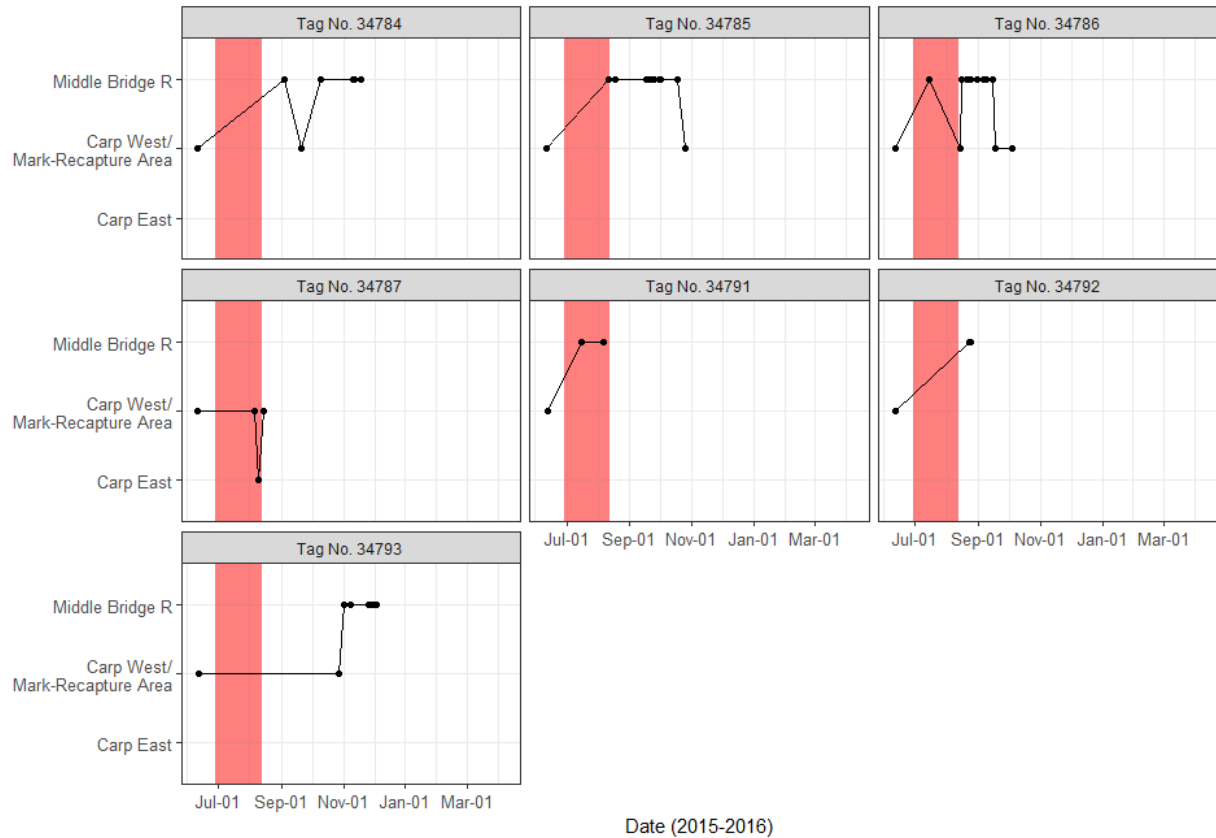 Tag No. 34784
Tag No. 34785
Tag No. 34786
Middle Bridge R
Carp West/
Mark-Recapture Area
Carp East
Tag No. 34787
Tag No. 34791
Tag No. 34792
Middle Bridge R
Carp West/
Mark-Recapture Area
Carp East
Jul-01 Sep-01 Nov-01 Jan-01 Mar-01
Jul-01 Sep-01 Nov-01 Jan-01 Mar-01
Tag No. 34793
Middle Bridge R
Carp West/
Mark-Recapture Area
Carp East
Jul-01 Sep-01 Nov-01 Jan-01 Mar-01
Date (2015-2016)